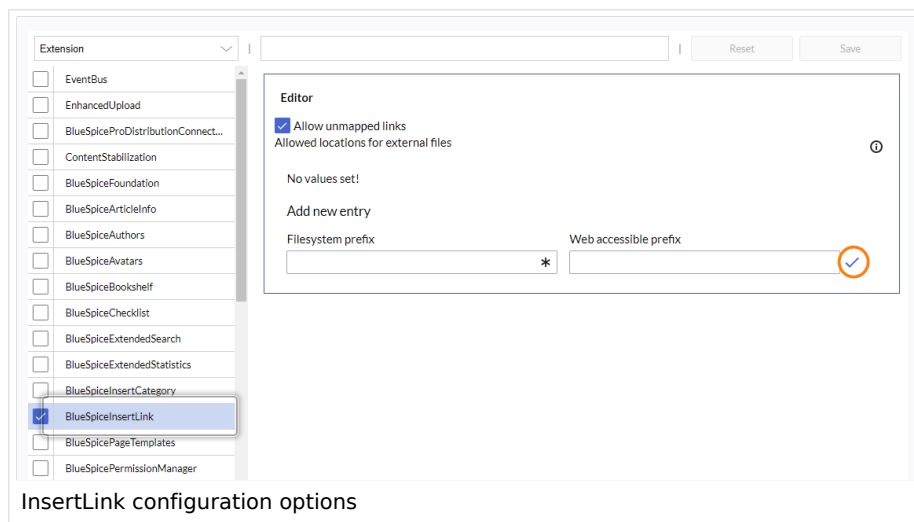 Extension
Reset
Save
EventBus
EnhancedUpload
BlueSpiceProDistributionConnect...
ContentStabilization
BlueSpiceFoundation
BlueSpiceArticleInfo
BlueSpiceAuthors
BlueSpiceAvatars
BlueSpiceBookshelf
BlueSpiceChecklist
BlueSpiceExtendedSearch
BlueSpiceExtendedStatistics
BlueSpiceInsertCategory
BlueSpiceInsertLink
BlueSpicePageTemplates
BlueSpicePermissionManager
Editor
Allow unmapped links
Allowed locations for external files
No values set!
Add new entry
Filesystem prefix
Web accessible prefix
InsertLink configuration options